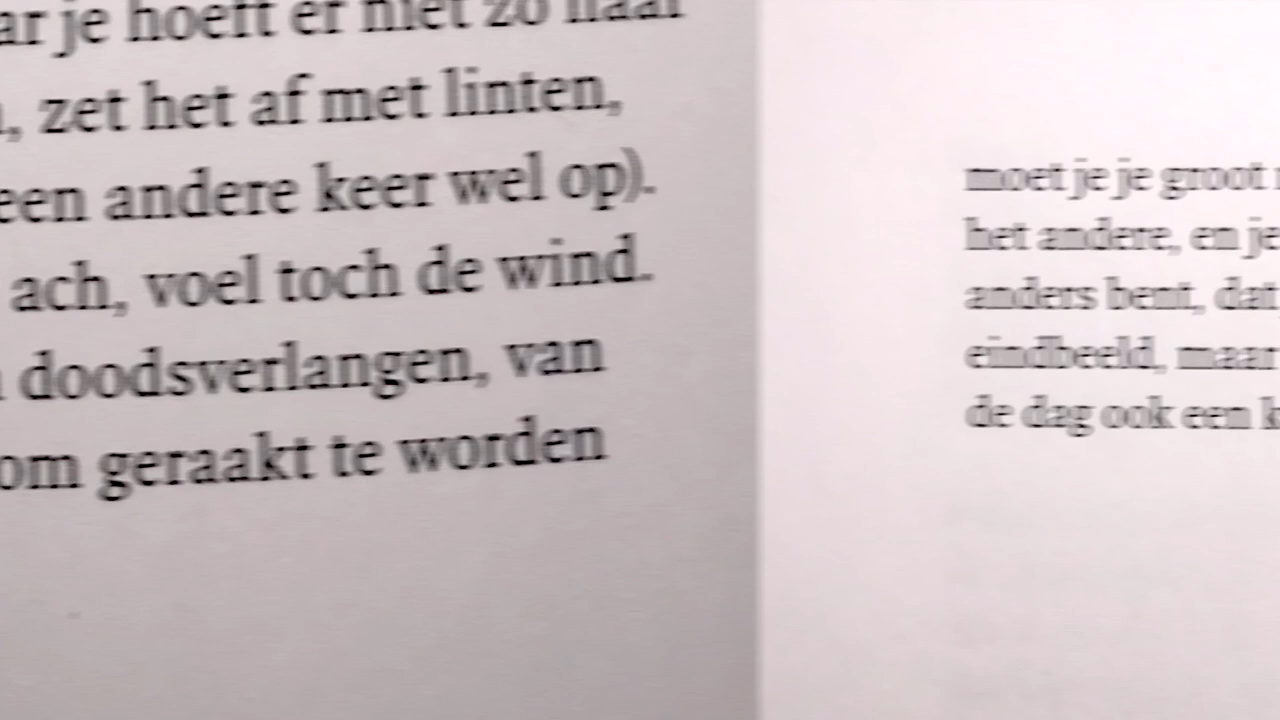 je hoeft er niet zo naar
zet het af met linten,
een andere keer wel op).
ach, voel toch de wind.
doodsverlangen, van
om geraakt te worden
moet je je groot
het andere, en je
anders bent, dat
eindbeeld, maar
de dag ook een